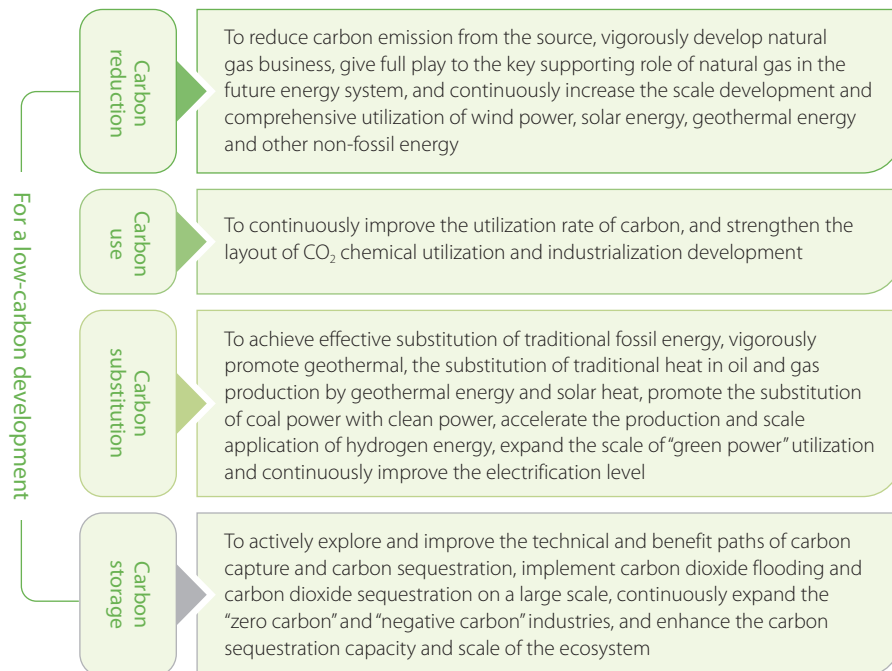 For a low-carbon development
Carbon
reduction
To reduce carbon emission from the source, vigorously develop natural
gas business, give full play to the key supporting role of natural gas in the
future energy system, and continuously increase the scale development and
comprehensive utilization of wind power, solar energy, geothermal energy
and other non-fossil energy
Carbon
use
To continuously improve the utilization rate of carbon, and strengthen the
layout of CO₂ chemical utilization and industrialization development
Carbon
substitution
To achieve effective substitution of traditional fossil energy, vigorously
promote geothermal, the substitution of traditional heat in oil and gas
production by geothermal energy and solar heat, promote the substitution
of coal power with clean power, accelerate the production and scale
application of hydrogen energy, expand the scale of “green power” utilization
and continuously improve the electrification level
Carbon
storage
To actively explore and improve the technical and benefit paths of carbon
capture and carbon sequestration, implement carbon dioxide flooding and
carbon dioxide sequestration on a large scale, continuously expand the
“zero carbon” and “negative carbon” industries, and enhance the carbon
sequestration capacity and scale of the ecosystem